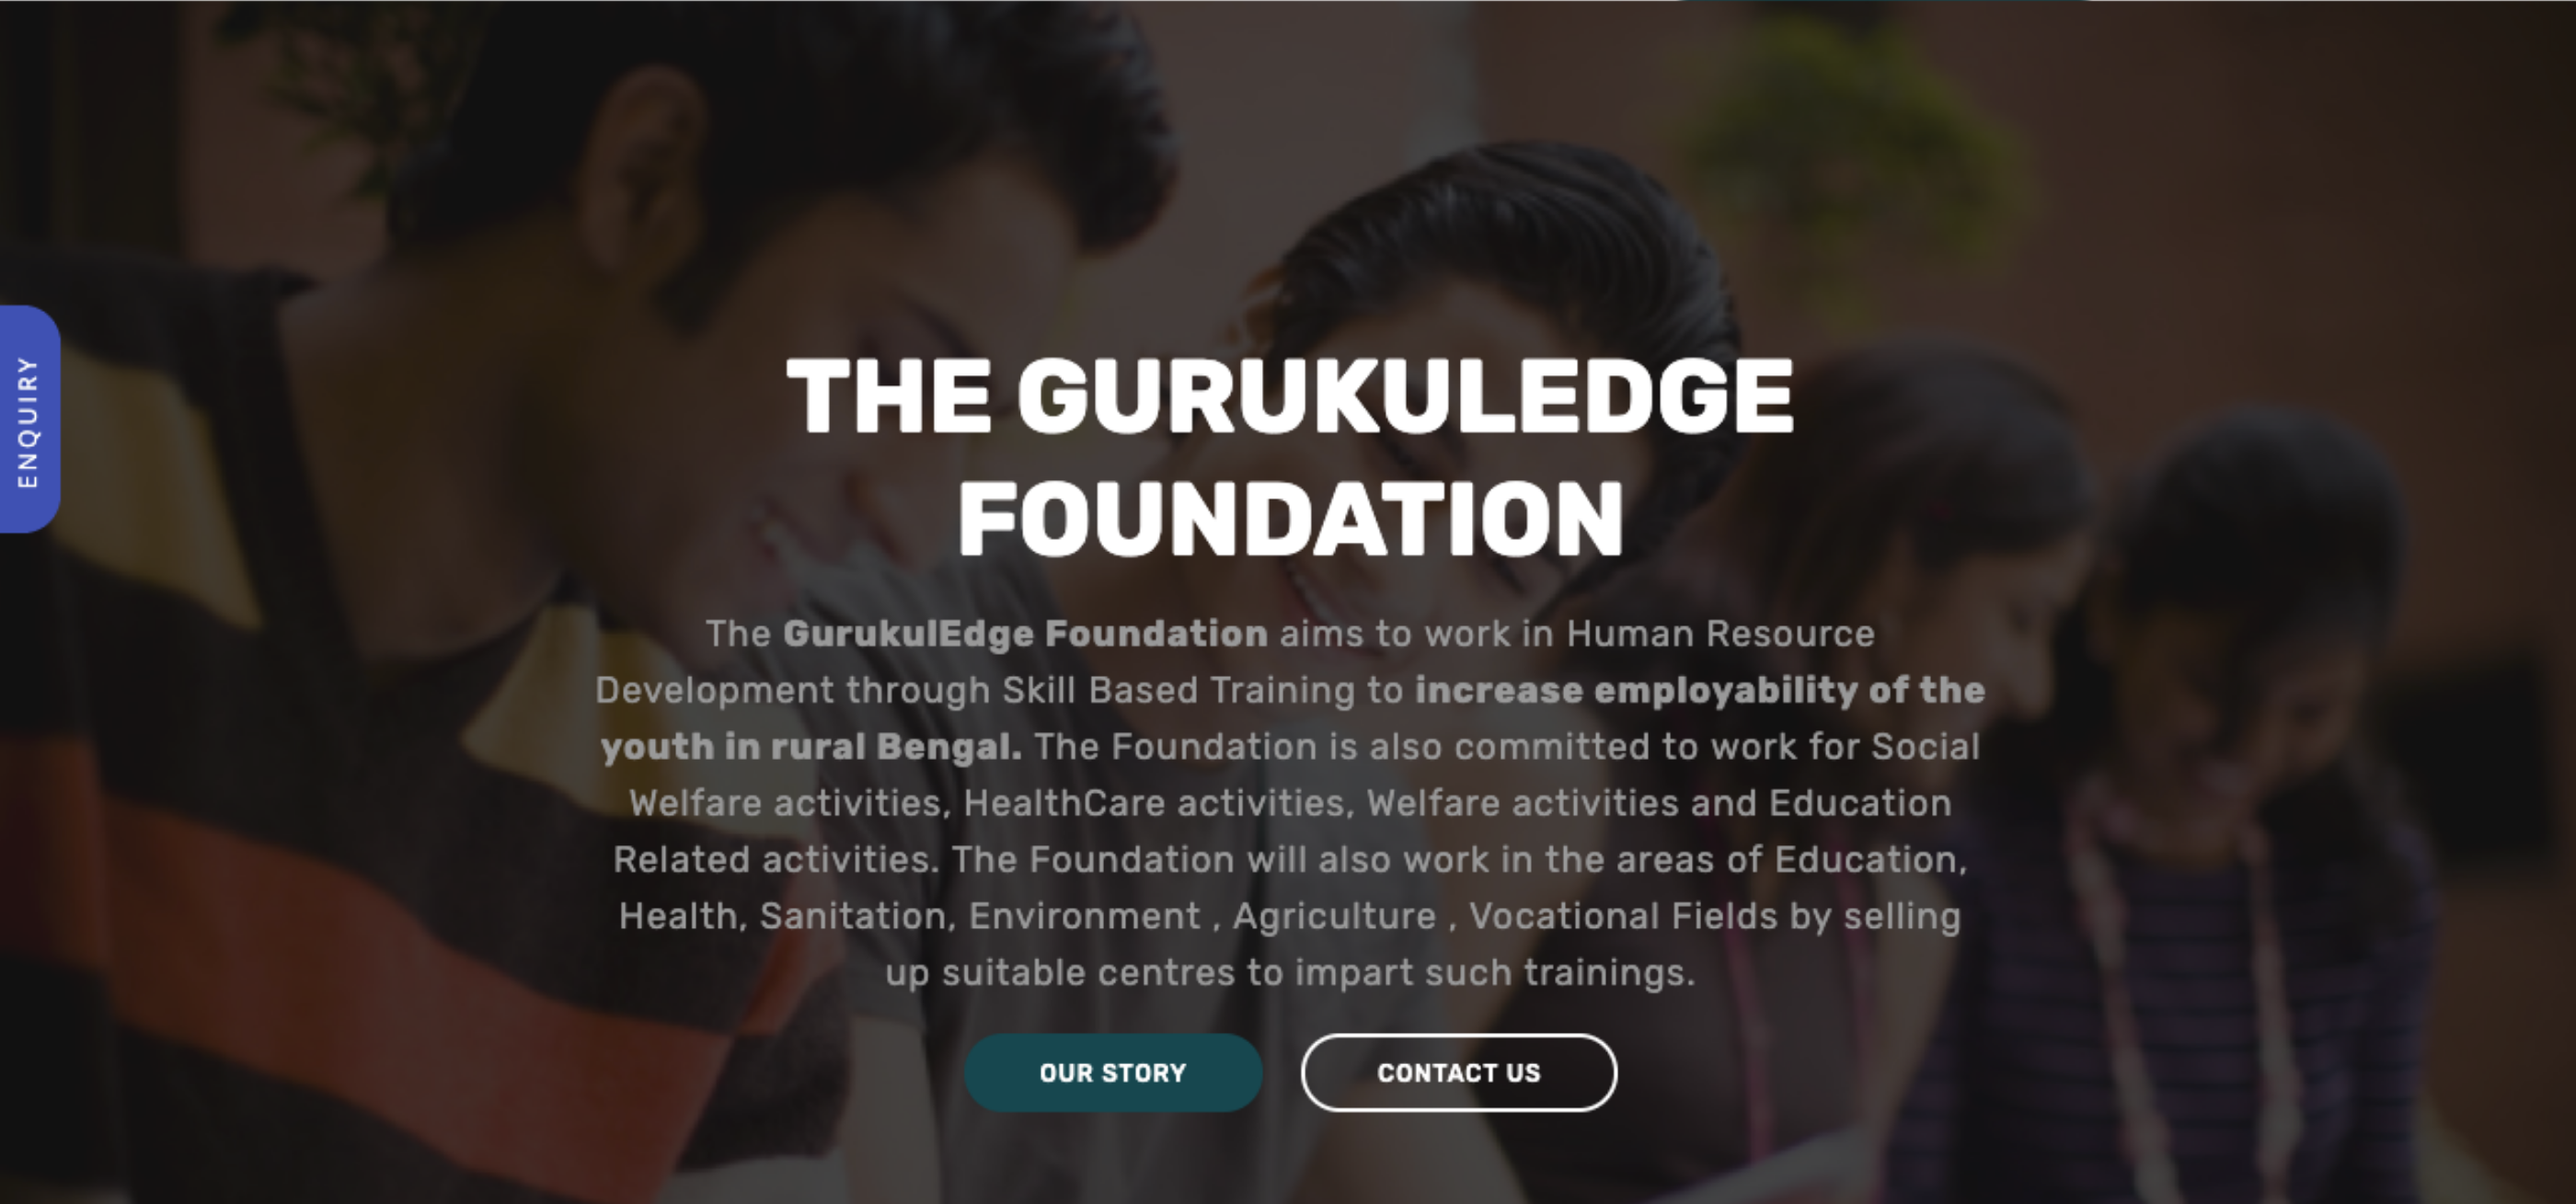 THE GURUKULEDGE
FOUNDATION
ENQUIRY
The GurukulEdge Foundation aims to work in Human Resource
Development through Skill Based Training to increase employability of the
youth in rural Bengal. The Foundation is also committed to work for Social
Welfare activities, HealthCare activities, Welfare activities and Education
Related activities. The Foundation will also work in the areas of Education,
Health, Sanitation, Environment , Agriculture , Vocational Fields by selling
up suitable centres to impart such trainings.
OUR STORY
CONTACT US